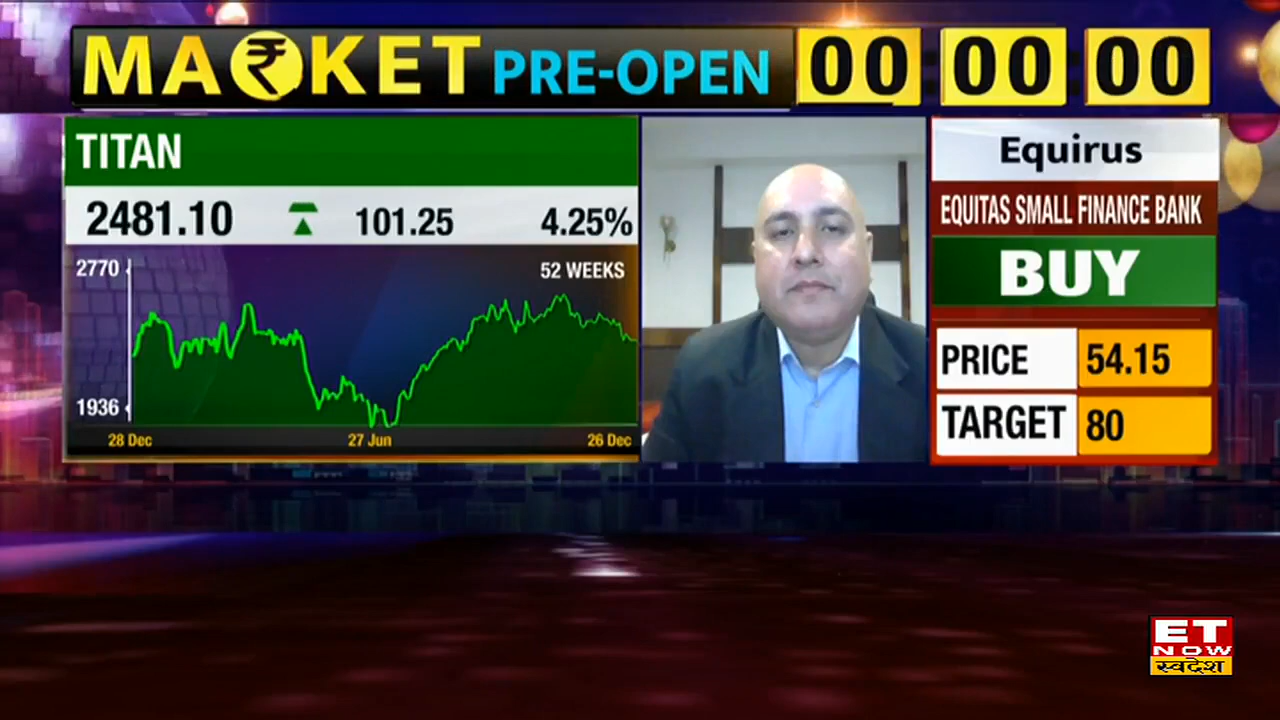 MA₹KET PRE-OPEN 00 00 00
TITAN
2481.10 101.25 4.25%
2770
52 WEEKS
1936
28 Dec 27 Jun 26 Dec
Equirus
EQUITAS SMALL FINANCE BANK
BUY
PRICE 54.15
TARGET 80
ET
NOW
स्वदेश